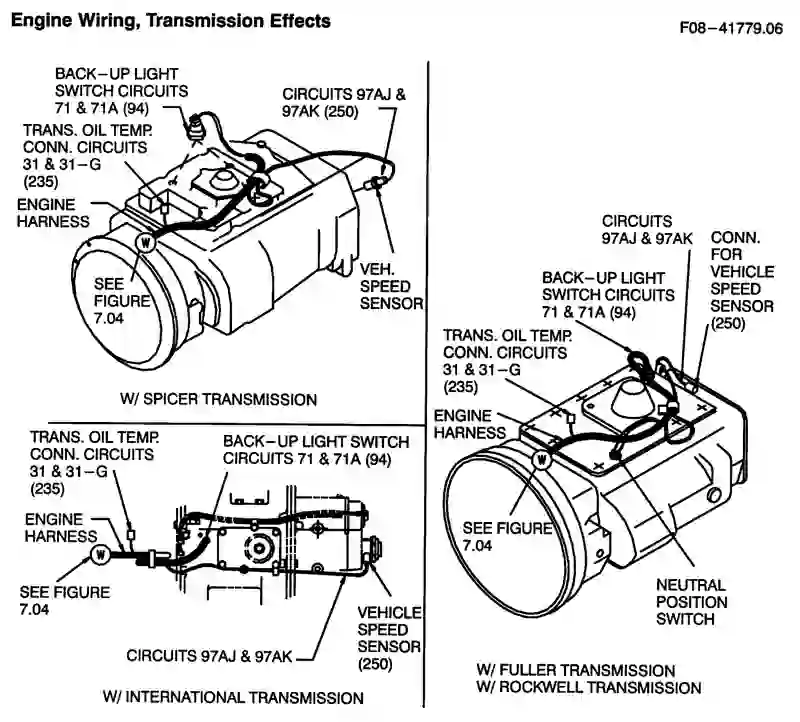 Engine Wiring, Transmission Effects
F08-41779.06
BACK-UP LIGHT
SWITCH CIRCUITS
71 & 71A (94)
CIRCUITS 97AJ &
97AK (250)
TRANS. OIL TEMP.
CONN. CIRCUITS
31 & 31-G
(235)
ENGINE
HARNESS
W
SEE
FIGURE
7.04
VEH.
SPEED
SENSOR
W/ SPICER TRANSMISSION
TRANS. OIL TEMP.
CONN. CIRCUITS
31 & 31-G
(235)
BACK-UP LIGHT SWITCH
CIRCUITS 71 & 71A (94)
ENGINE
HARNESS
W
SEE FIGURE
7.04
VEHICLE
SPEED
SENSOR
(250)
CIRCUITS 97AJ & 97AK
W/ INTERNATIONAL TRANSMISSION
CIRCUITS
97AJ & 97AK
CONN.
FOR
VEHICLE
SPEED
SENSOR
(250)
BACK-UP LIGHT
SWITCH CIRCUITS
71 & 71A (94)
TRANS. OIL TEMP.
CONN. CIRCUITS
31 & 31-G
(235)
ENGINE
HARNESS
W
SEE FIGURE
7.04
NEUTRAL
POSITION
SWITCH
W/ FULLER TRANSMISSION
W/ ROCKWELL TRANSMISSION